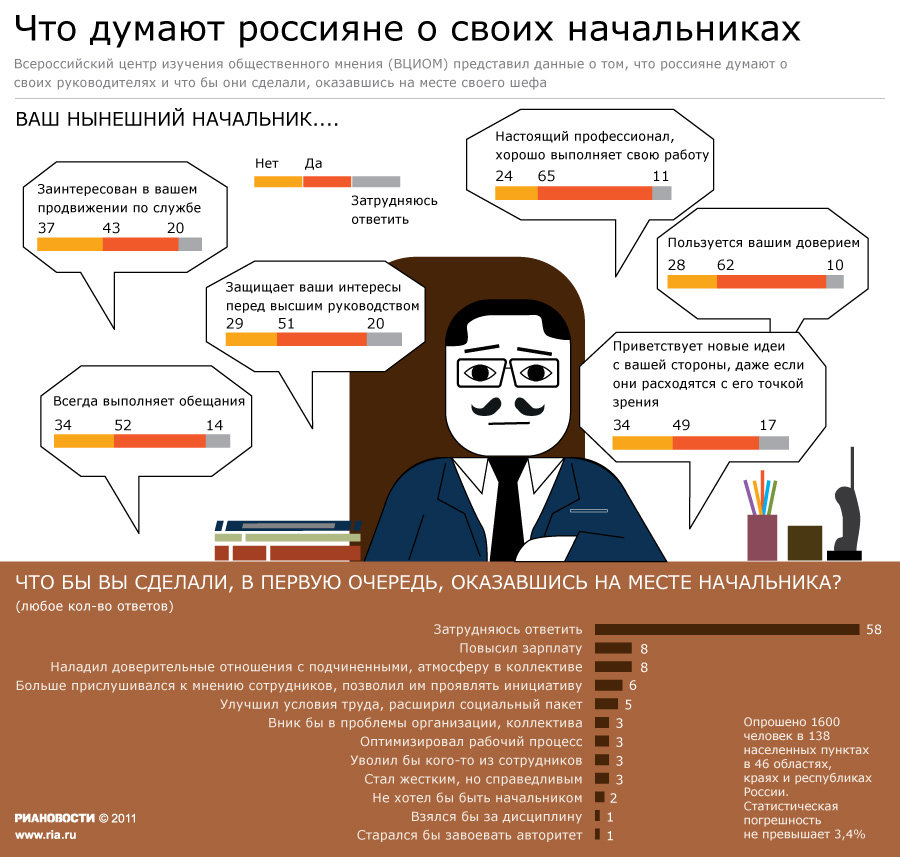 Что думают россияне о своих начальниках
Всероссийский центр изучения общественного мнения (ВЦИОМ) представил данные о том, что россияне думают о
своих руководителях и что бы они сделали, оказавшись на месте своего шефа
ВАШ НЫНЕШНИЙ НАЧАЛЬНИК....
Нет Да
Затрудняюсь
ответить
Заинтересован в вашем
продвижении по службе
37 43 20
Настоящий профессионал,
хорошо выполняет свою работу
24 65 11
Пользуется вашим доверием
28 62 10
Защищает ваши интересы
перед высшим руководством
29 51 20
Приветствует новые идеи
с вашей стороны, даже если
они расходятся с его точкой
зрения
34 49 17
Всегда выполняет обещания
34 52 14
ЧТО БЫ ВЫ СДЕЛАЛИ, В ПЕРВУЮ ОЧЕРЕДЬ, ОКАЗАВШИСЬ НА МЕСТЕ НАЧАЛЬНИКА?
(любое кол-во ответов)
Затрудняюсь ответить 58
Повысил зарплату 8
Наладил доверительные отношения с подчиненными, атмосферу в коллективе 8
Больше прислушивался к мнению сотрудников, позволил им проявлять инициативу 6
Улучшил условия труда, расширил социальный пакет 5
Вник бы в проблемы организации, коллектива 3
Оптимизировал рабочий процесс 3
Уволил бы кого-то из сотрудников 3
Стал жестким, но справедливым 3
Не хотел бы быть начальником 2
Взялся бы за дисциплину 1
Старался бы завоевать авторитет 1
Опрошено 1600
человек в 138
населенных пунктах
в 46 областях,
краях и республиках
России.
Статистическая
погрешность
не превышает 3,4%
РИАНОВОСТИ © 2011
www.ria.ru